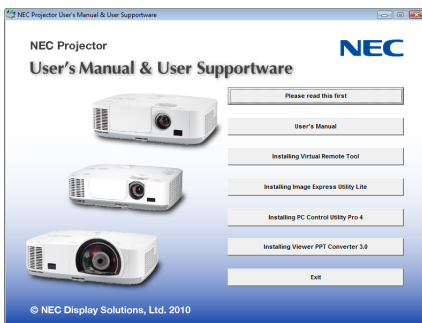 NEC Projector User's Manual & User Supportware
NEC Projector
NEC
User's Manual & User Supportware
Please read this first
User's Manual
Installing Virtual Remote Tool
Installing Image Express Utility Lite
Installing PC Control Utility Pro 4
Installing Viewer PPT Converter 3.0
Exit
© NEC Display Solutions, Ltd. 2010